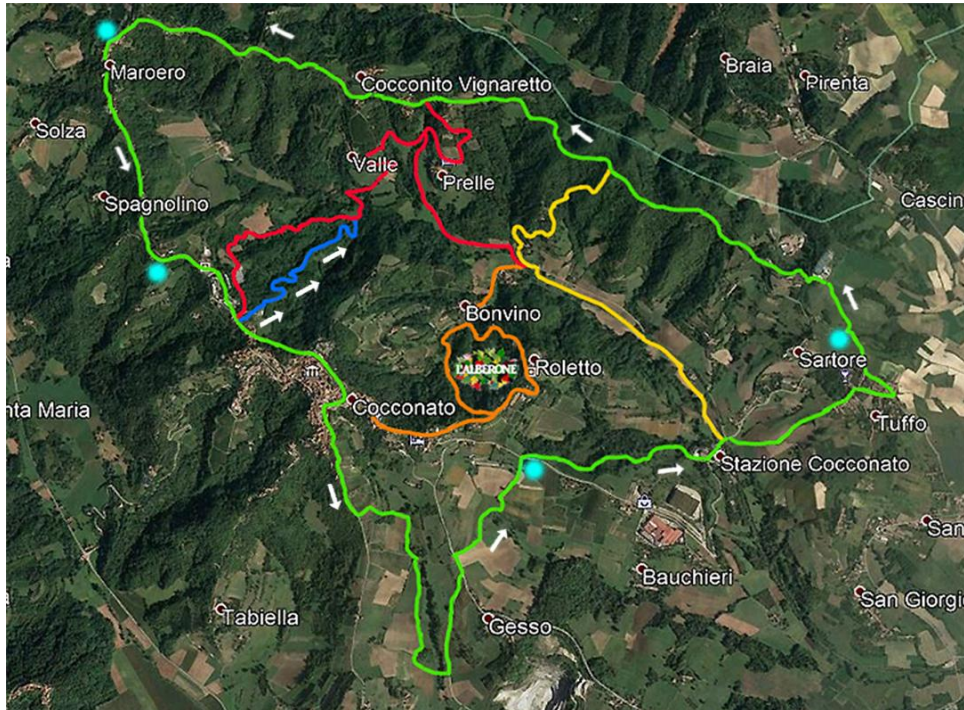 Braia
Maroero
Cocconito Vignaretto
Pirenta
Solza
Valle
Prelle
Spagnolino
Cascin
Bonvino
L'ALBERONE
Roletto
Sartore
nta Maria
Cocconato
Tuffo
Stazione Cocconato
San
Bauchieri
San Giorgio
Tabiella
Gesso